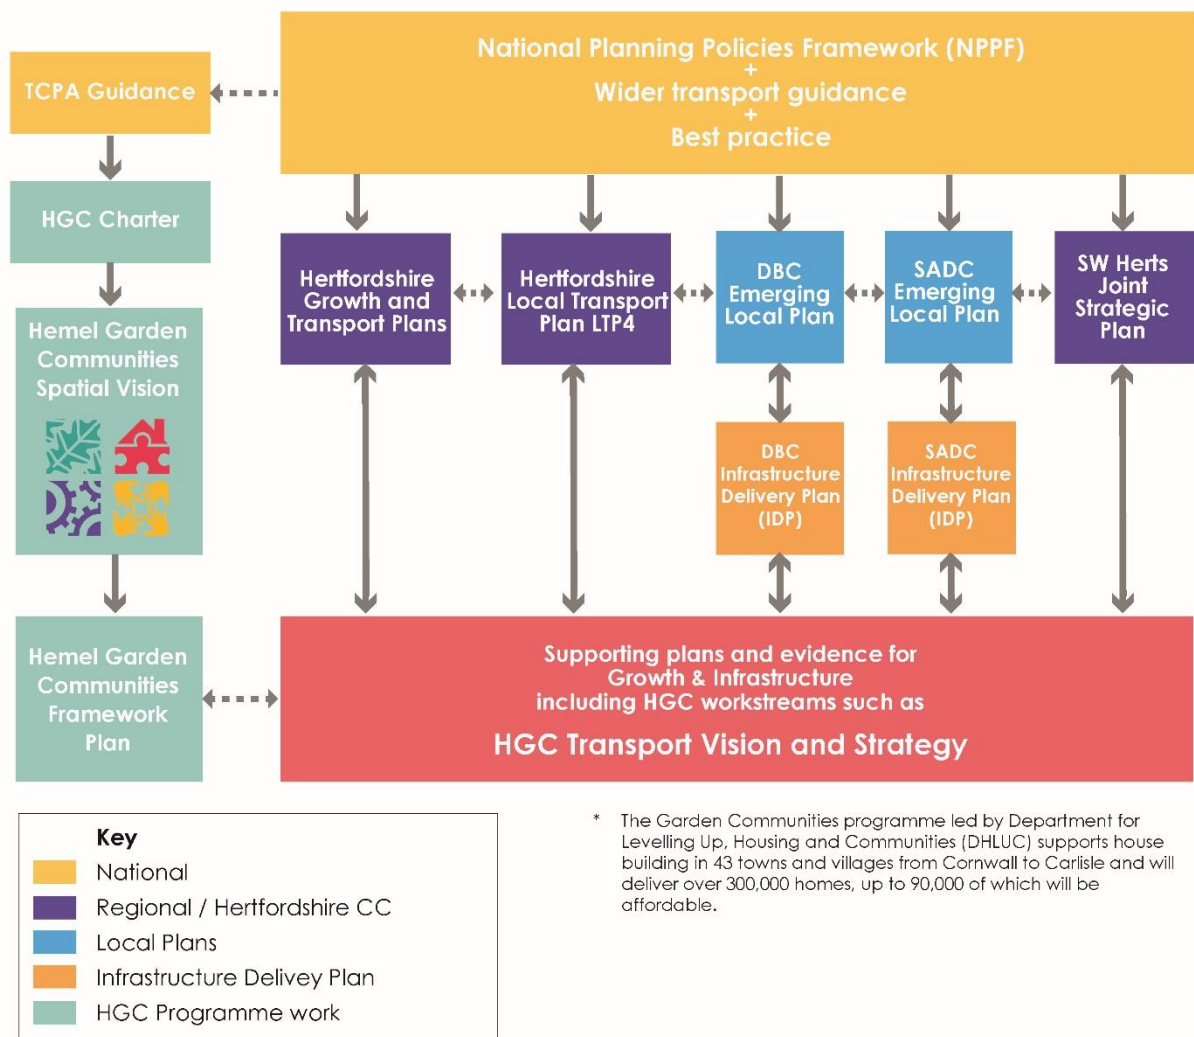 National Planning Policies Framework (NPPF)
+
Wider transport guidance
+
Best practice
TCPA Guidance
HGC Charter
Hemel Garden
Communities
Spatial Vision
Hemel Garden
Communities
Framework
Plan
Hertfordshire
Growth and
Transport Plans
Hertfordshire
Local Transport
Plan LTP4
DBC
Emerging
Local Plan
SADC
Emerging
Local Plan
SW Herts
Joint
Strategic
Plan
DBC
Infrastructure
Delivery Plan
(IDP)
SADC
Infrastructure
Delivery Plan
(IDP)
Supporting plans and evidence for
Growth & Infrastructure
including HGC workstreams such as
HGC Transport Vision and Strategy
Key
National
Regional / Hertfordshire CC
Local Plans
Infrastructure Delivey Plan
HGC Programme work
* The Garden Communities programme led by Department for
Levelling Up, Housing and Communities (DHLUC) supports house
building in 43 towns and villages from Cornwall to Carlisle and will
deliver over 300,000 homes, up to 90,000 of which will be
affordable.